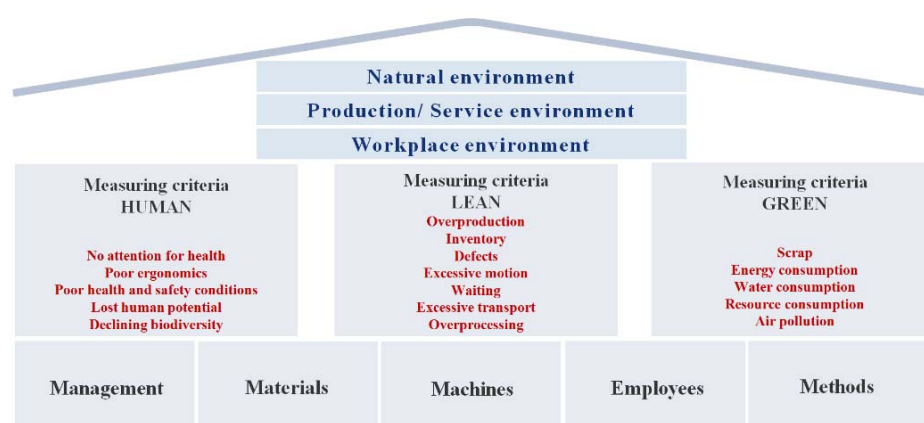 Natural environment
Production/ Service environment
Workplace environment
Measuring criteria
HUMAN
No attention for health
Poor ergonomics
Poor health and safety conditions
Lost human potential
Declining biodiversity
Measuring criteria
LEAN
Overproduction
Inventory
Defects
Excessive motion
Waiting
Excessive transport
Overprocessing
Measuring criteria
GREEN
Scrap
Energy consumption
Water consumption
Resource consumption
Air pollution
Management
Materials
Machines
Employees
Methods